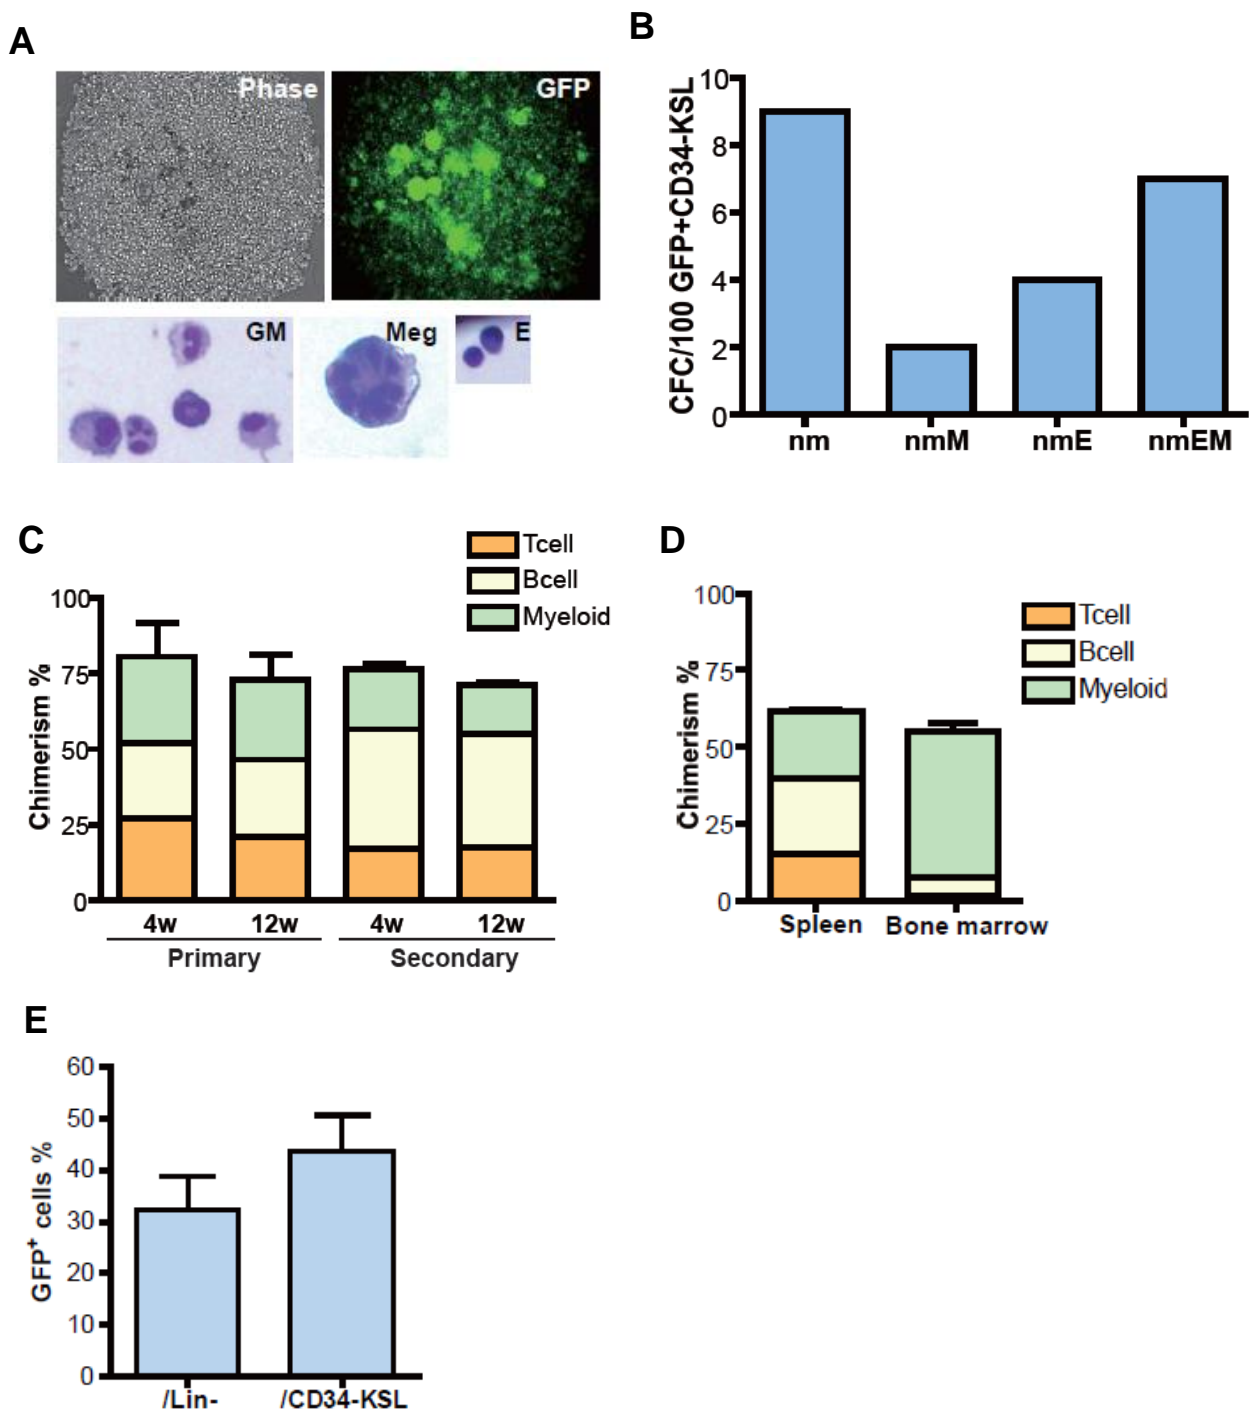 A
Phase
GFP
GM
Meg
E
B
CFC/100 GFP+CD34-KSL
10
8
6
4
2
0
nm
nmM
nmE
nmEM
C
Tcell
Bcell
Myeloid
Chimerism %
100
75
50
25
0
4w
12w
4w
12w
Primary
Secondary
D
Tcell
Bcell
Myeloid
Chimerism %
100
75
50
25
0
Spleen
Bone marrow
E
GFP+ cells %
60
50
40
30
20
10
0
/Lin-
/CD34-KSL